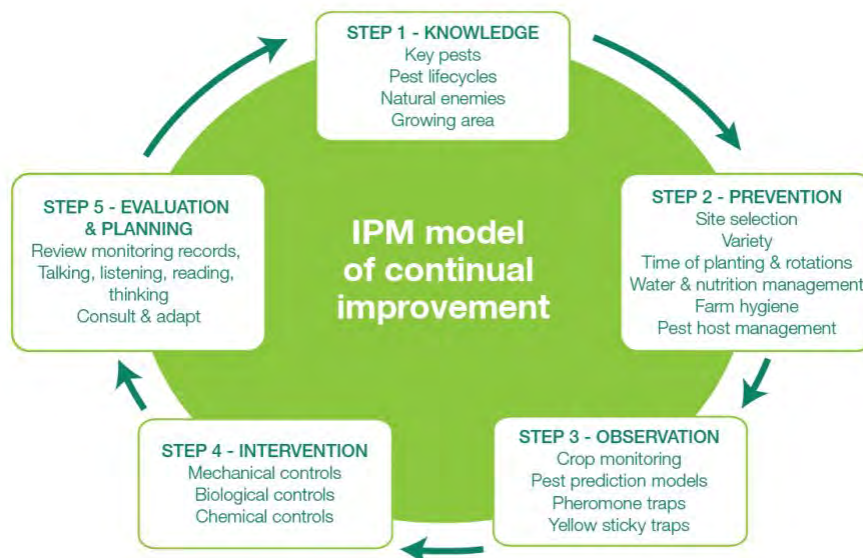 STEP 1 - KNOWLEDGE
Key pests
Pest lifecycles
Natural enemies
Growing area
STEP 2 - PREVENTION
Site selection
Variety
Time of planting & rotations
Water & nutrition management
Farm hygiene
Pest host management
STEP 3 - OBSERVATION
Crop monitoring
Pest prediction models
Pheromone traps
Yellow sticky traps
STEP 4 - INTERVENTION
Mechanical controls
Biological controls
Chemical controls
STEP 5 - EVALUATION
& PLANNING
Review monitoring records,
Talking, listening, reading,
thinking
Consult & adapt
IPM model
of continual
improvement